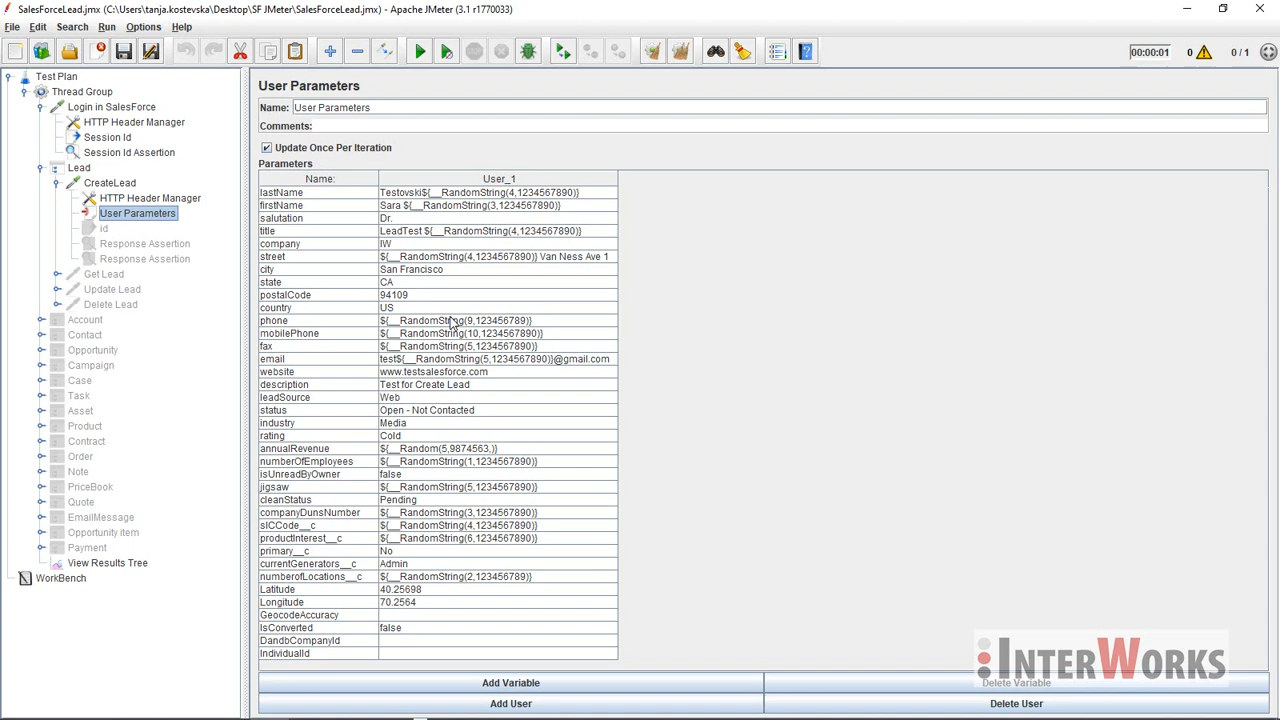 SalesForceLead.jmx (C:\Users\tanja.kostevska\Desktop\SF JMeter\SalesForceLead.jmx) - Apache JMeter (3.1 r1770033)
File Edit Search Run Options Help
00:00:01 0 0 / 1
Test Plan
Thread Group
Login in SalesForce
HTTP Header Manager
Session Id
Session Id Assertion
Lead
CreateLead
HTTP Header Manager
User Parameters
id
Response Assertion
Response Assertion
Get Lead
Update Lead
Delete Lead
Account
Contact
Opportunity
Campaign
Case
Task
Asset
Product
Contract
Order
Note
PriceBook
Quote
EmailMessage
Opportunity item
Payment
View Results Tree
WorkBench
User Parameters
Name: User Parameters
Comments:
Update Once Per Iteration
Parameters
Name: User_1
lastName Testovski${__RandomString(4,1234567890)}
firstName Sara ${__RandomString(3,1234567890)}
salutation Dr.
title LeadTest ${__RandomString(4,1234567890)}
company IW
street ${__RandomString(4,1234567890)} Van Ness Ave 1
city San Francisco
state CA
postalCode 94109
country US
phone ${__RandomString(9,123456789)}
mobilePhone ${__RandomString(10,1234567890)}
fax ${__RandomString(5,1234567890)}
email test${__RandomString(5,1234567890)}@gmail.com
website www.testsalesforce.com
description Test for Create Lead
leadSource Web
status Open - Not Contacted
industry Media
rating Cold
annualRevenue ${__Random(5,9874563,)}
numberOfEmployees ${__RandomString(1,1234567890)}
isUnreadByOwner false
jigsaw ${__RandomString(5,1234567890)}
cleanStatus Pending
companyDunsNumber ${__RandomString(3,1234567890)}
sICCode__c ${__RandomString(4,1234567890)}
productInterest__c ${__RandomString(6,1234567890)}
primary__c No
currentGenerators__c Admin
numberofLocations__c ${__RandomString(2,123456789)}
Latitude 40.25698
Longitude 70.2564
GeocodeAccuracy
IsConverted false
DandbCompanyId
IndividualId
INTERWORKS
Add Variable Delete Variable
Add User Delete User